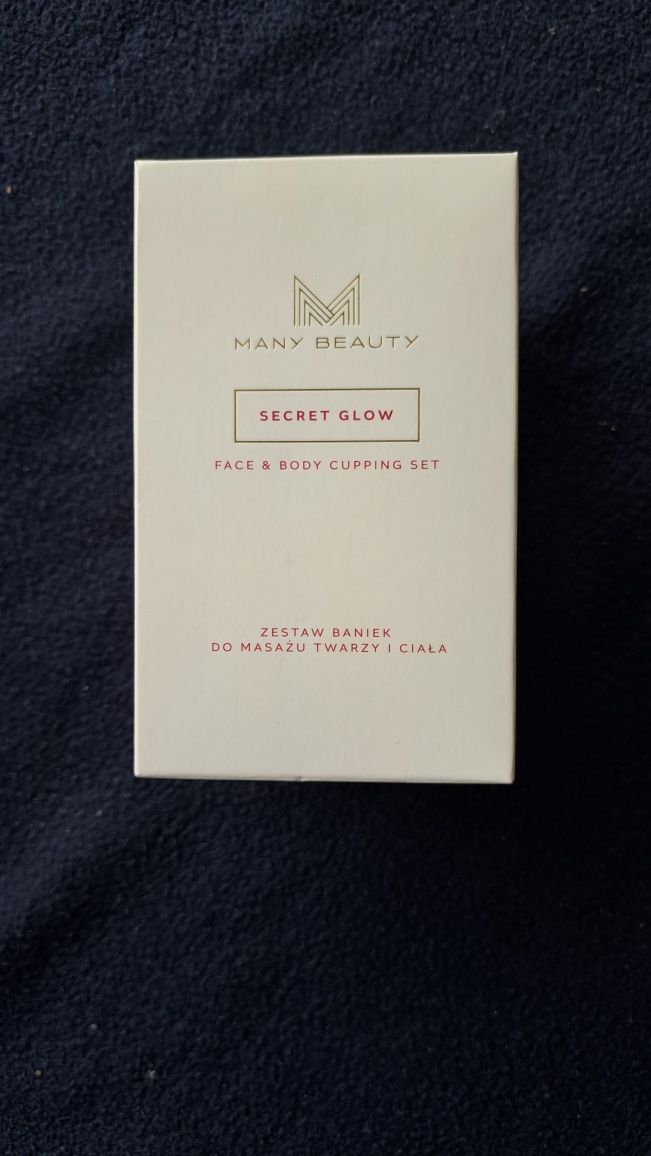 MANY BEAUTY
SECRET GLOW
FACE & BODY CUPPING SET
ZESTAW BANIEK
DO MASAŻU TWARZY I CIAŁA